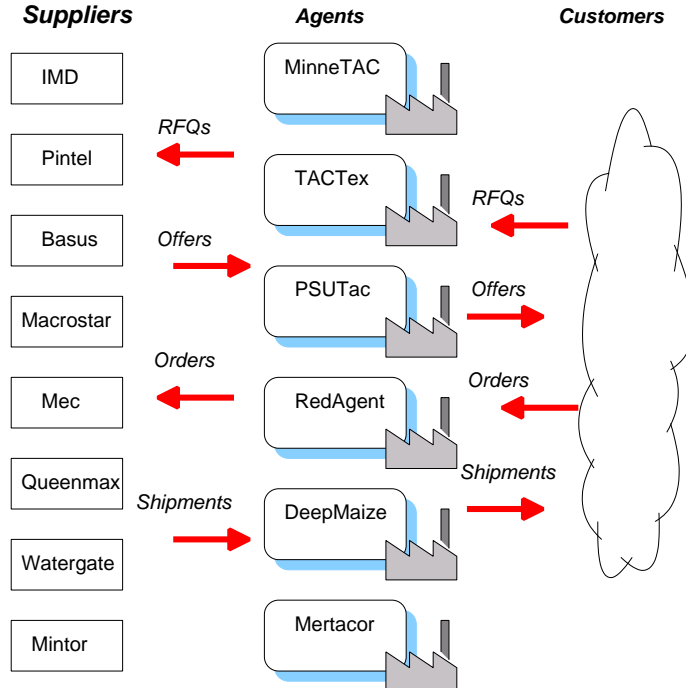 Suppliers
Agents
Customers
IMD
MinneTAC
RFQs
Pintel
TACTex
RFQs
Basus
Offers
PSUTac
Offers
Macrostar
Orders
Orders
Mec
RedAgent
Queenmax
Shipments
Shipments
DeepMaize
Watergate
Mertacor
Mintor